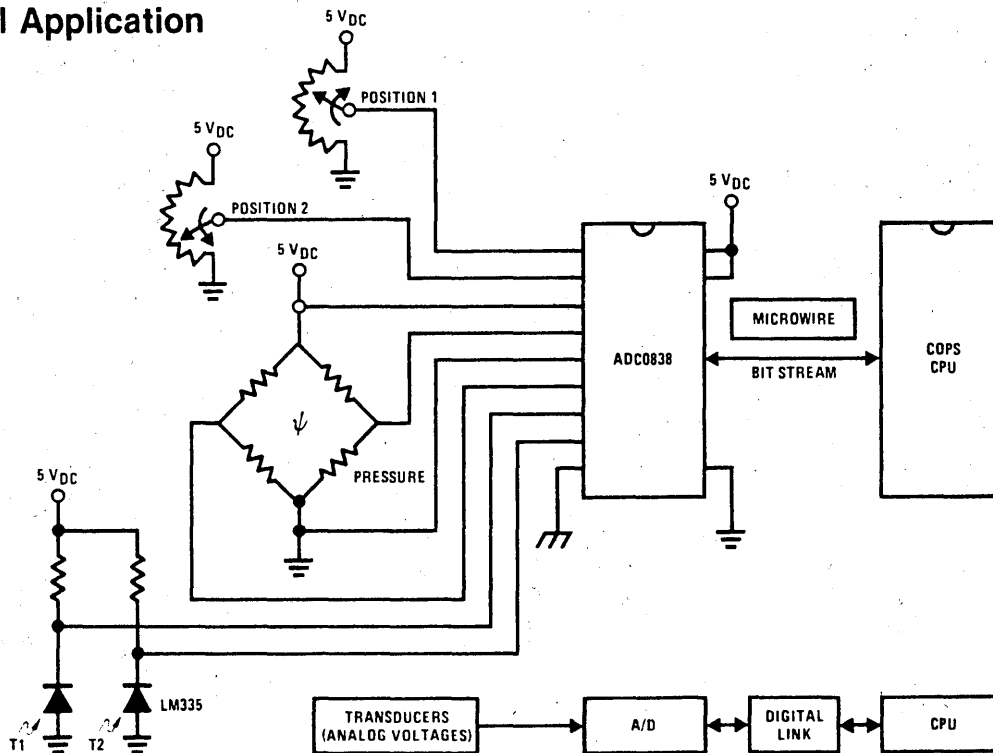 l Application
5 VDC
POSITION 1
5 VDC
POSITION 2
5 VDC
5 VDC
MICROWIRE
ADC0838
BIT STREAM
COPS
CPU
ψ
PRESSURE
5 VDC
LM335
T1
T2
TRANSDUCERS
(ANALOG VOLTAGES)
A/D
DIGITAL
LINK
CPU